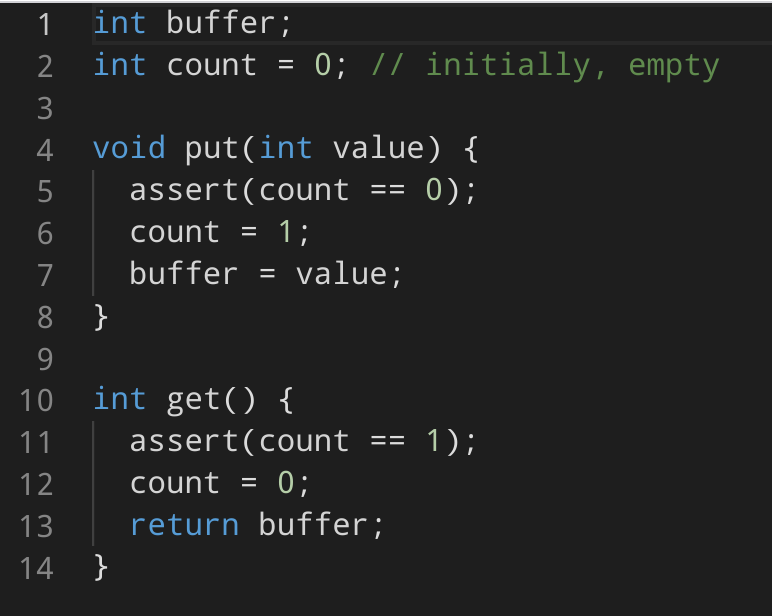 1 int buffer;
2 int count = 0; // initially, empty
3
4 void put(int value) {
5   assert(count == 0);
6   count = 1;
7   buffer = value;
8 }
9
10 int get() {
11   assert(count == 1);
12   count = 0;
13   return buffer;
14 }